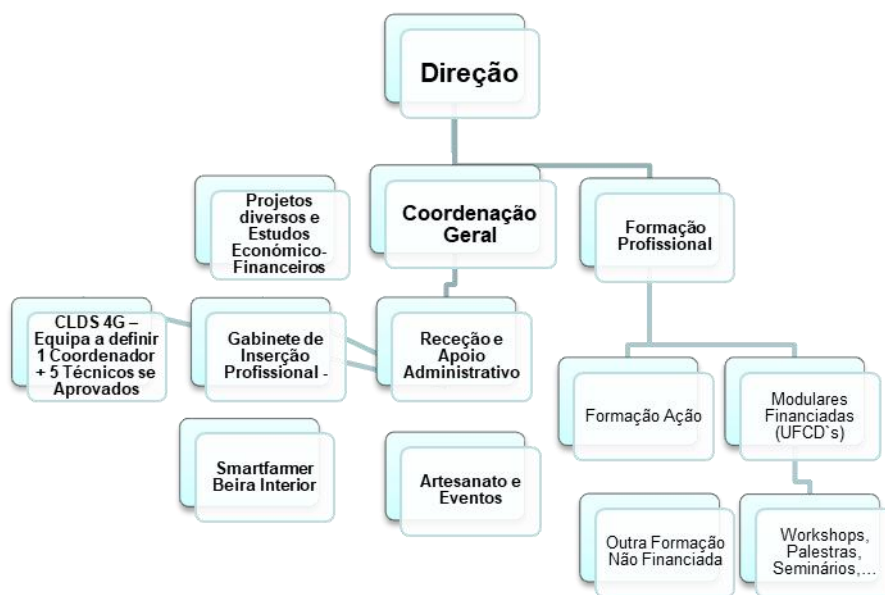 Direção
Projetos
diversos e
Estudos
Económico-
Financeiros
Coordenação
Geral
Formação
Profissional
CLDS 4G –
Equipa a definir
1 Coordenador
+ 5 Técnicos se
Aprovados
Gabinete de
Inserção
Profissional -
Receção e
Apoio
Administrativo
Formação Ação
Modulares
Financiadas
(UFCD`s)
Smartfarmer
Beira Interior
Artesanato e
Eventos
Outra Formação
Não Financiada
Workshops,
Palestras,
Seminários,...